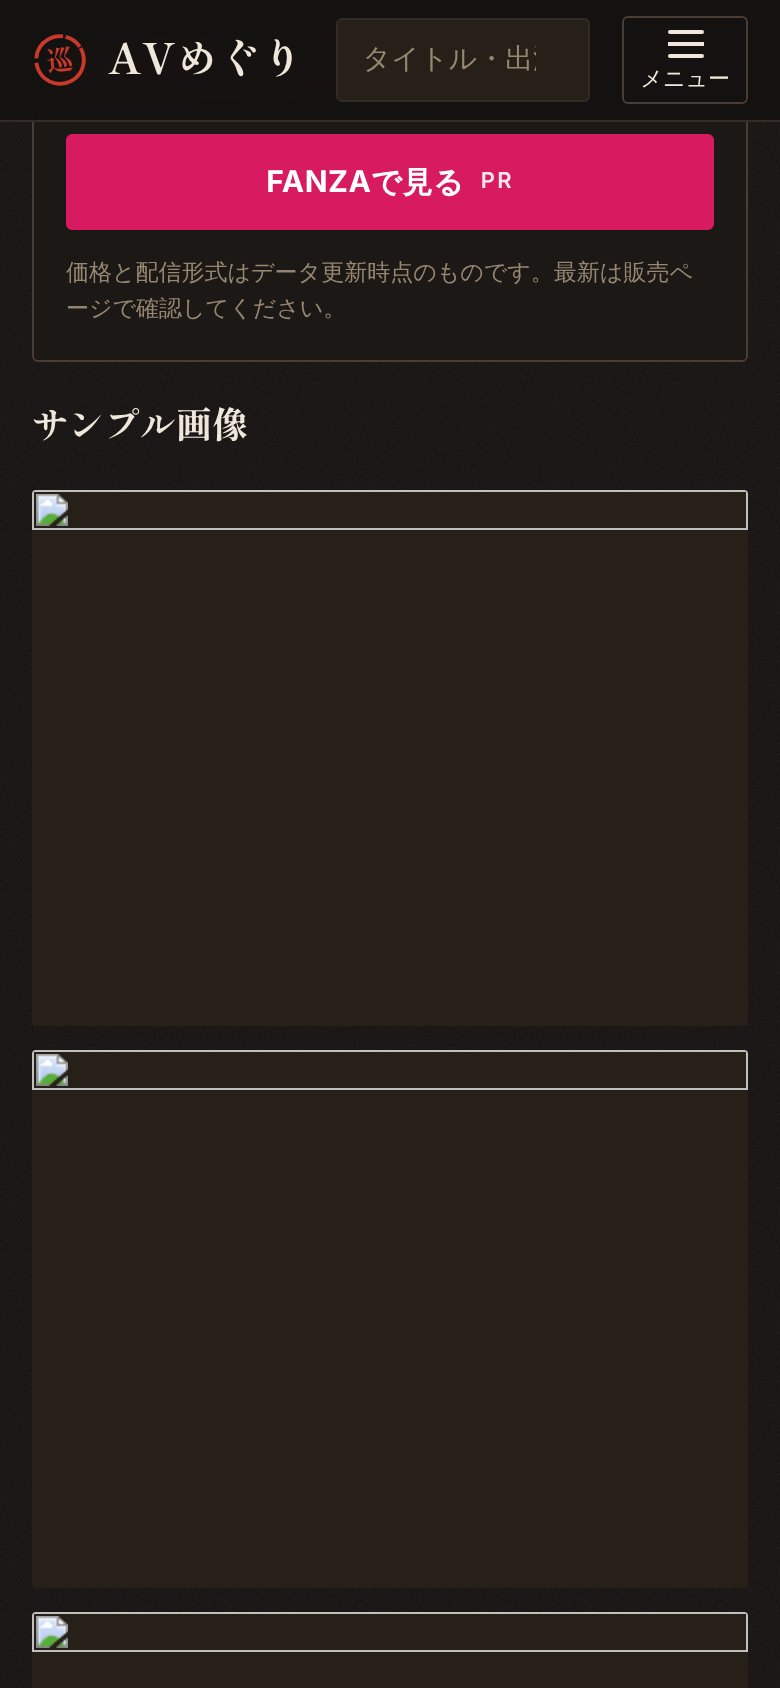 巡 AVめぐり
タイトル・出
メニュー
FANZAで見る PR
価格と配信形式はデータ更新時点のものです。最新は販売ペ
ージで確認してください。
サンプル画像